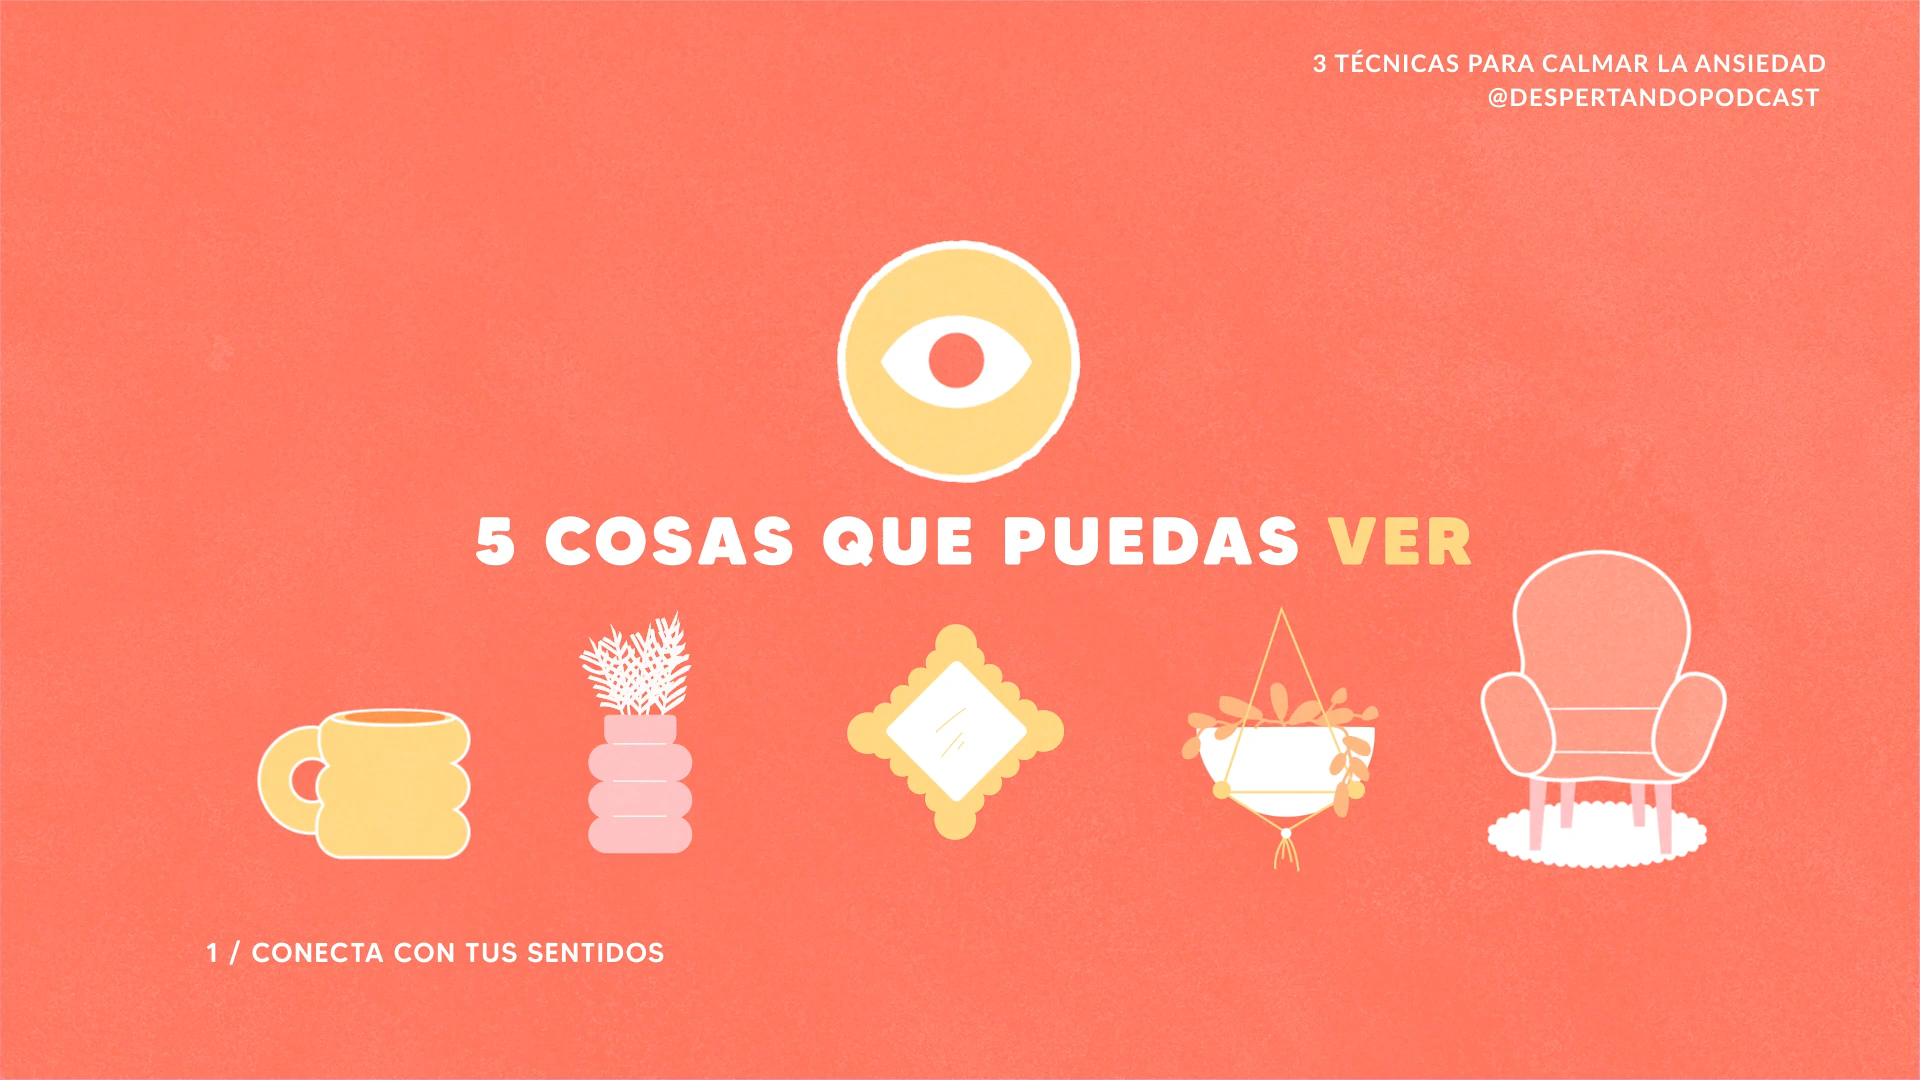 3 TÉCNICAS PARA CALMAR LA ANSIEDAD
@DESPERTANDOPODCAST
5 COSAS QUE PUEDAS VER
1 / CONECTA CON TUS SENTIDOS